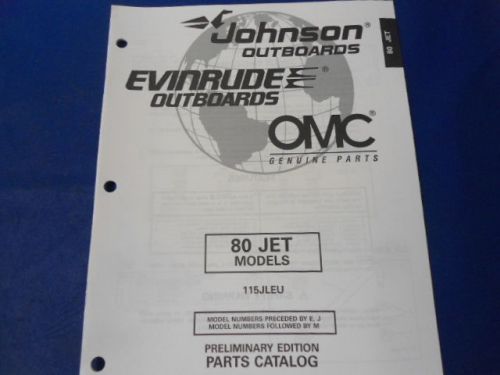 Johnson®
OUTBOARDS
80 JET
EVINRUDE®
OUTBOARDS
OMC®
GENUINE PARTS
80 JET
MODELS
115JLEU
MODEL NUMBERS PRECEDED BY E, J
MODEL NUMBERS FOLLOWED BY M
PRELIMINARY EDITION
PARTS CATALOG